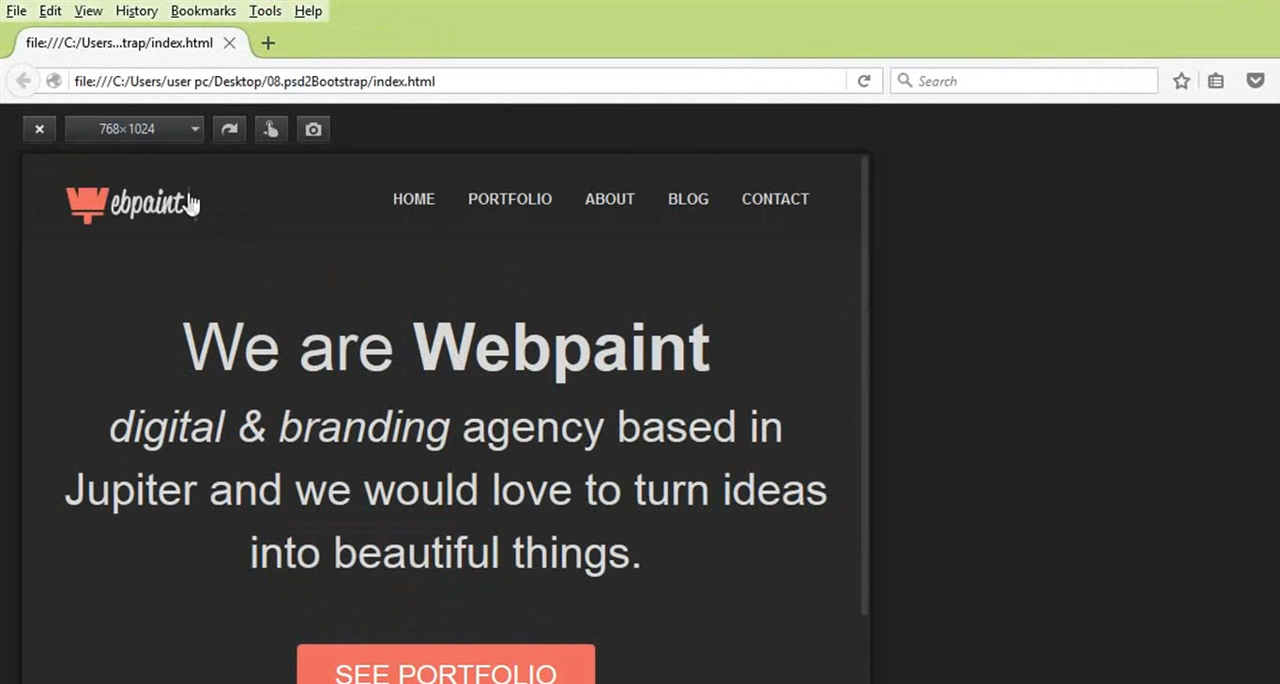 File Edit View History Bookmarks Tools Help
file:///C:/Users...trap/index.html
file:///C:/Users/user pc/Desktop/08.psd2Bootstrap/index.html
Search
768×1024
ebpaint
HOME PORTFOLIO ABOUT BLOG CONTACT
We are Webpaint
digital & branding agency based in
Jupiter and we would love to turn ideas
into beautiful things.
SEE PORTFOLIO